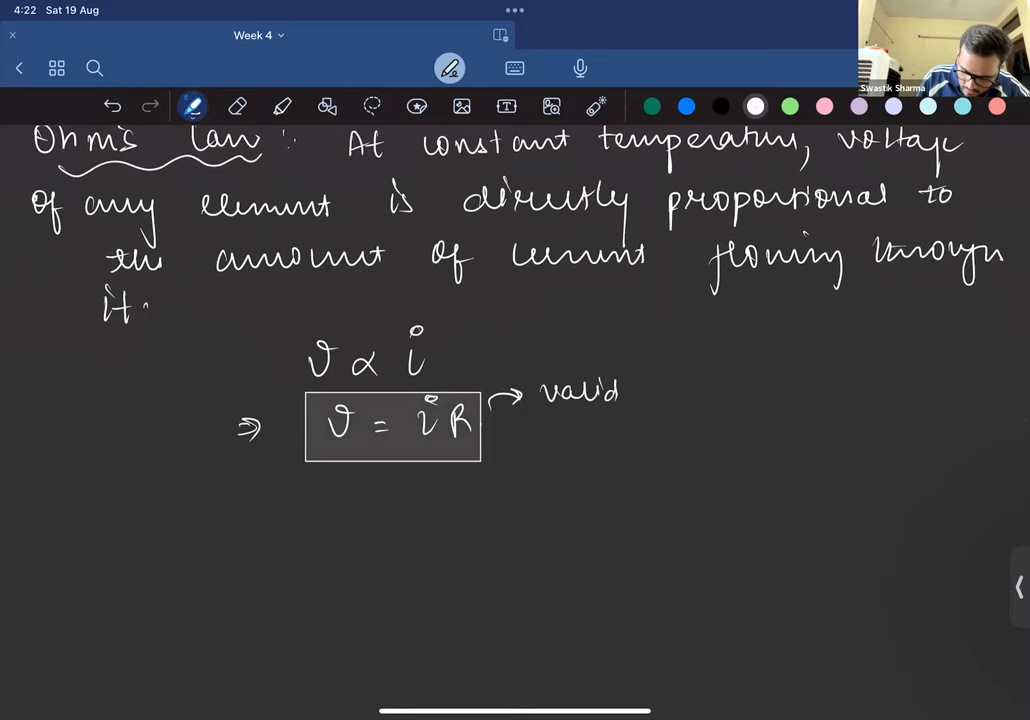 4:22 Sat 19 Aug
Week 4
Swastik Sharma
Ohm's Law : At constant temperature, voltage
of any element is directly proportional to
the amount of current flowing through
it.
v ∝ i
⇒ v = iR → valid